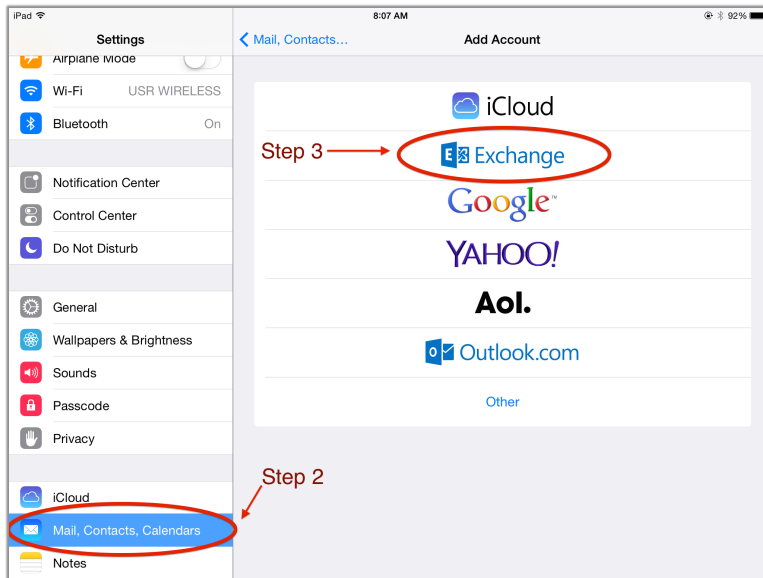 iPad 8:07 AM 92%
Settings
Mail, Contacts... Add Account
Airplane Mode
Wi-Fi USR WIRELESS
Bluetooth On
Notification Center
Control Center
Do Not Disturb
General
Wallpapers & Brightness
Sounds
Passcode
Privacy
iCloud
Mail, Contacts, Calendars
Notes
iCloud
Step 3
E Exchange
Google™
YAHOO!
Aol.
o Outlook.com
Other
Step 2